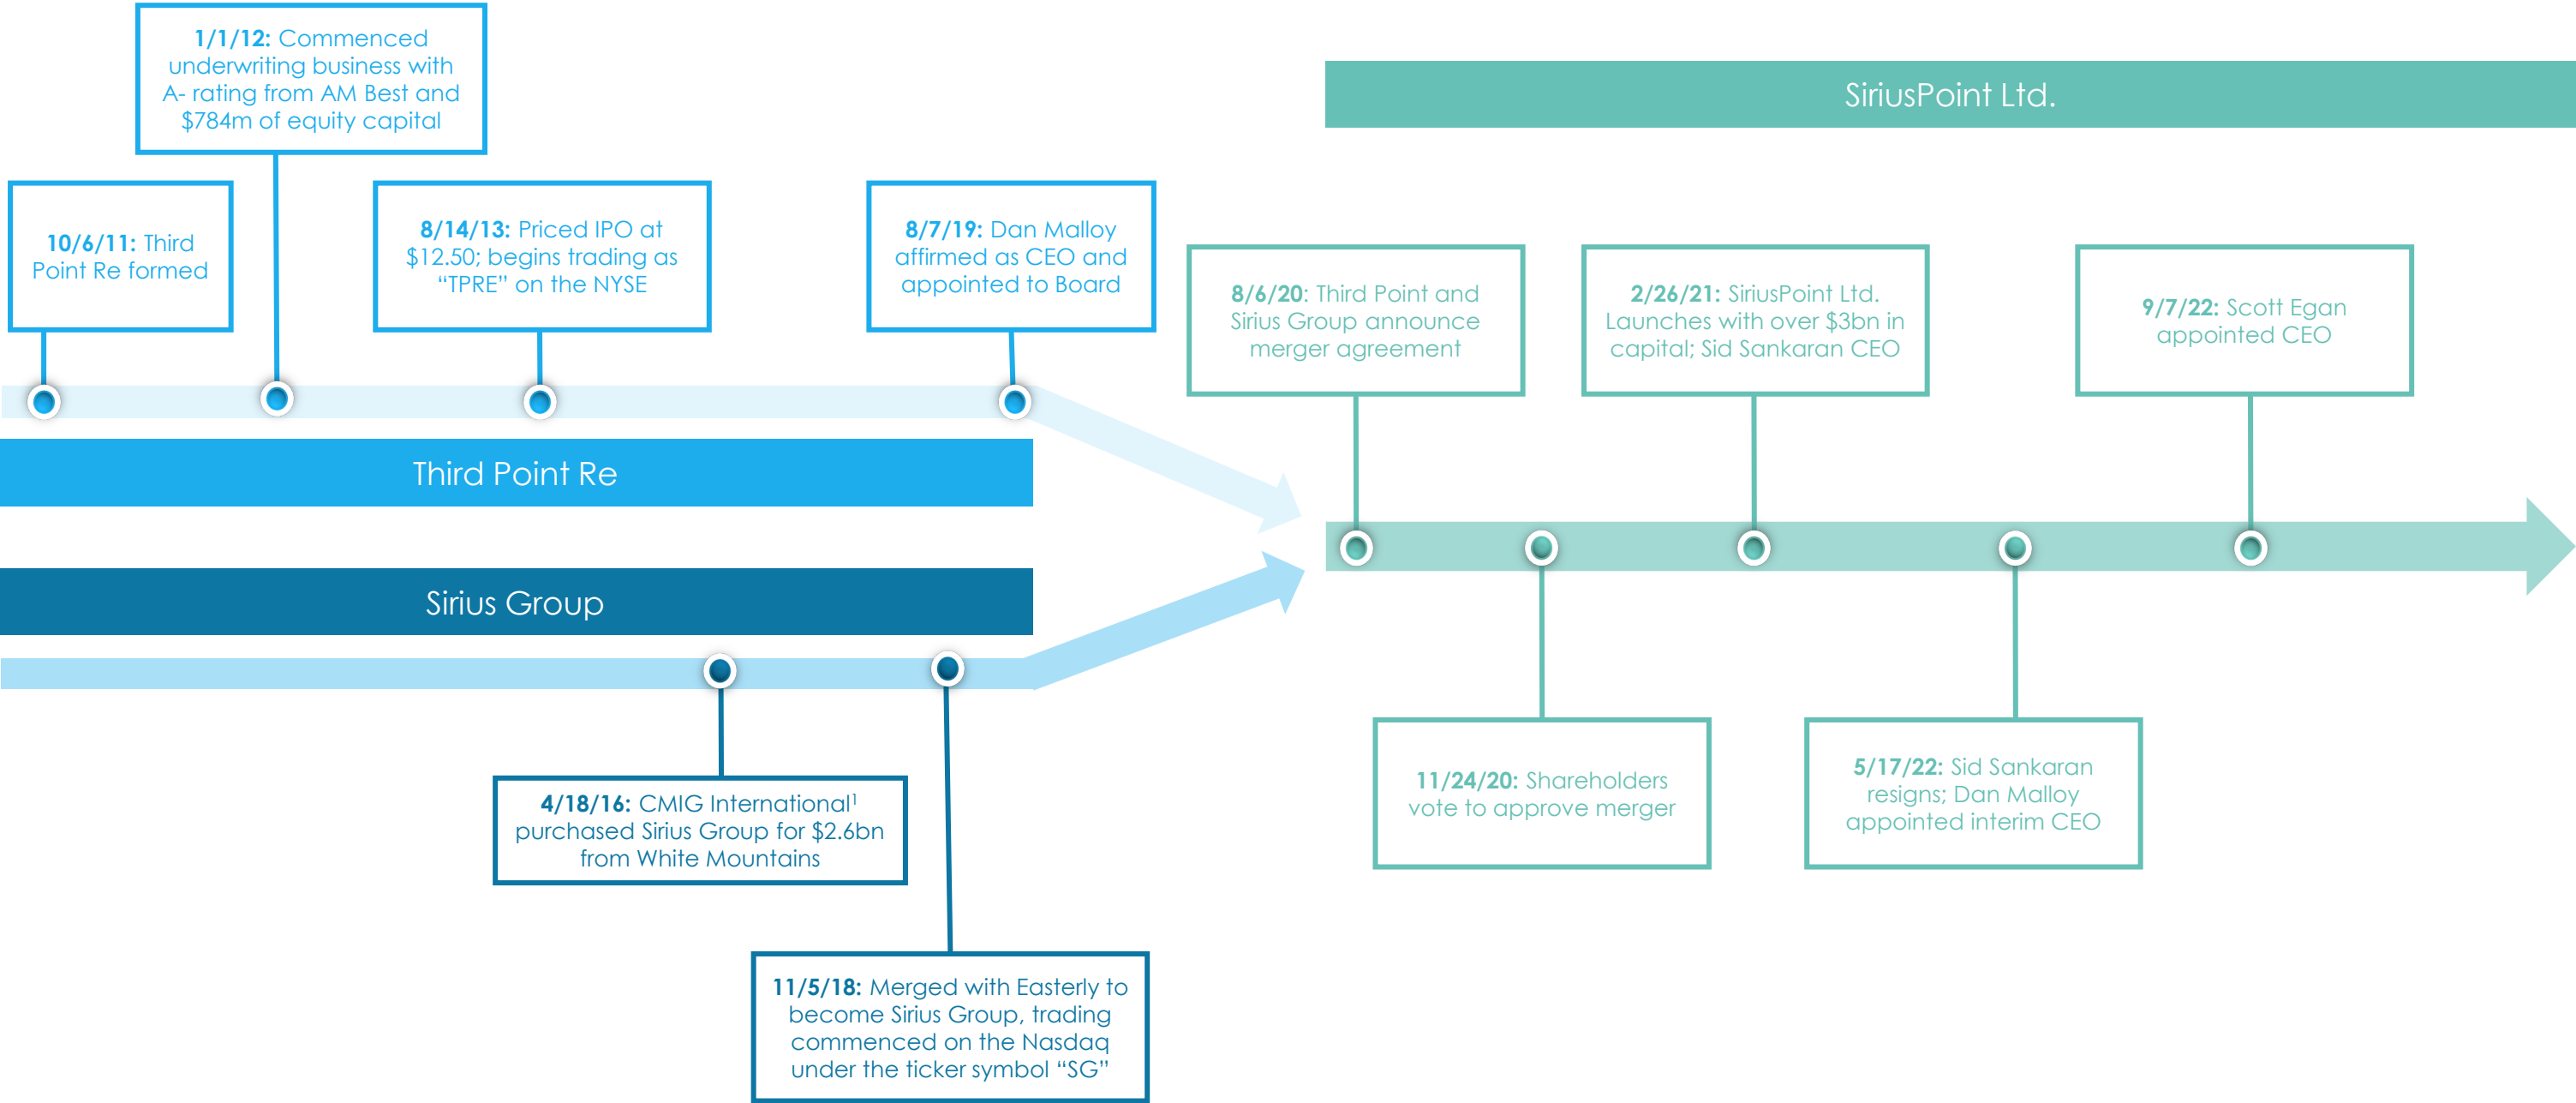 1/1/12: Commenced
underwriting business with
A- rating from AM Best and
$784m of equity capital
SiriusPoint Ltd.
10/6/11: Third
Point Re formed
8/14/13: Priced IPO at
$12.50; begins trading as
“TPRE” on the NYSE
8/7/19: Dan Malloy
affirmed as CEO and
appointed to Board
8/6/20: Third Point and
Sirius Group announce
merger agreement
2/26/21: SiriusPoint Ltd.
Launches with over $3bn in
capital; Sid Sankaran CEO
9/7/22: Scott Egan
appointed CEO
Third Point Re
Sirius Group
4/18/16: CMIG International¹
purchased Sirius Group for $2.6bn
from White Mountains
11/24/20: Shareholders
vote to approve merger
5/17/22: Sid Sankaran
resigns; Dan Malloy
appointed interim CEO
11/5/18: Merged with Easterly to
become Sirius Group, trading
commenced on the Nasdaq
under the ticker symbol “SG”